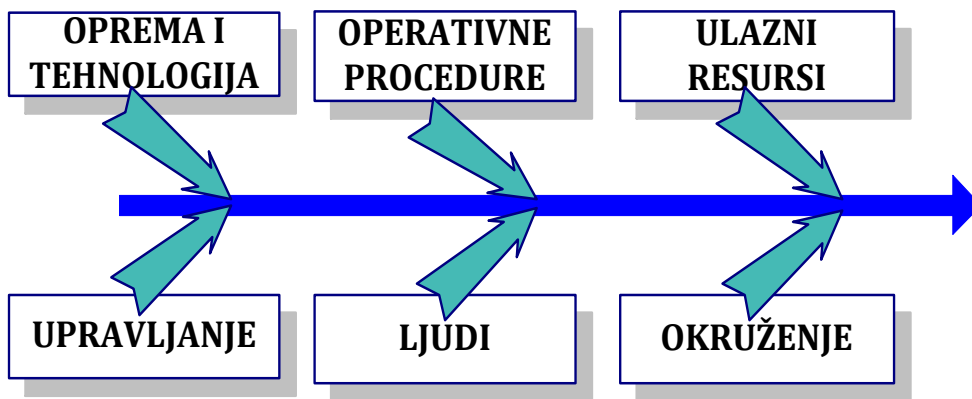 OPREMA I
TEHNOLOGIJA
OPERATIVNE
PROCEDURE
ULAZNI
RESURSI
UPRAVLJANJE
LJUDI
OKRUŽENJE